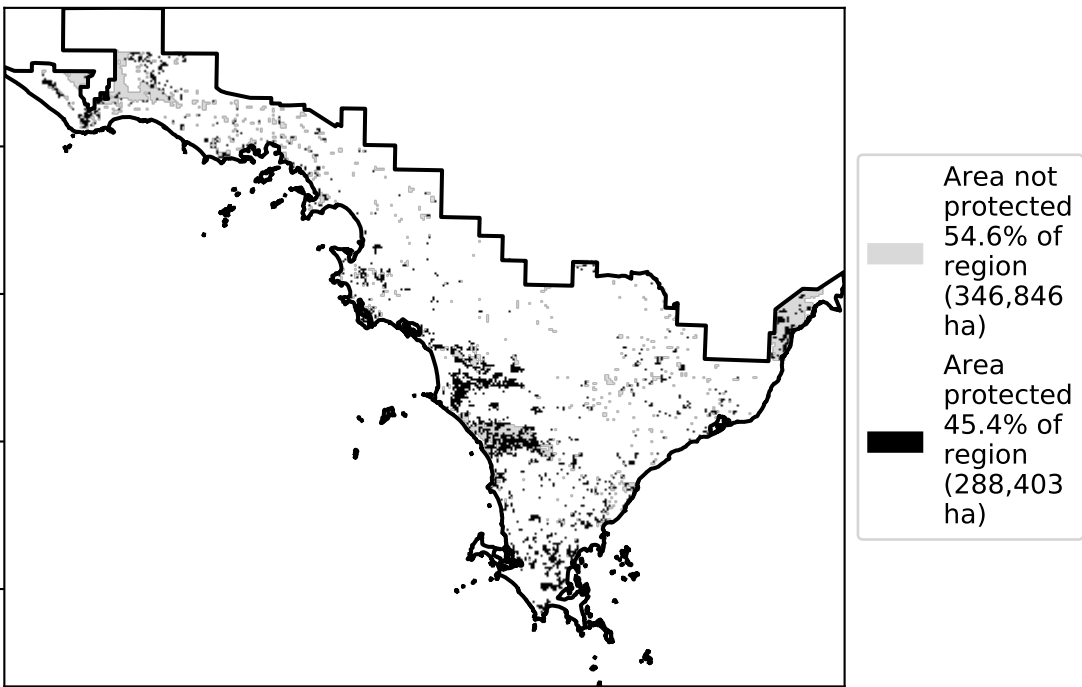 Area not
protected
54.6% of
region
(346,846
ha)
Area
protected
45.4% of
region
(288,403
ha)